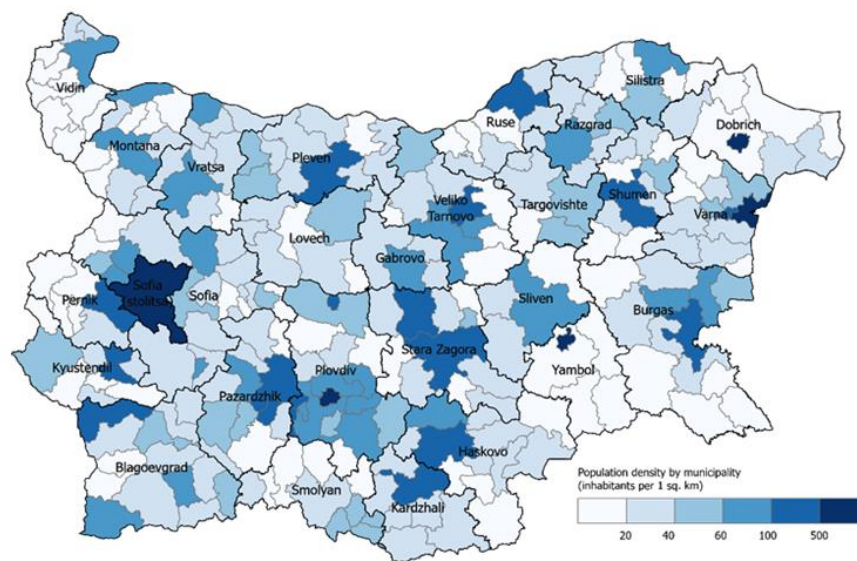 Vidin
Silistra
Ruse
Razgrad
Dobrich
Montana
Vratsa
Pleven
Veliko
Tarnovo
Targovishte
Shumen
Varna
Lovech
Gabrovo
Sofia
(stolitsa)
Sofia
Pernik
Sliven
Burgas
Kyustendil
Stara Zagora
Yambol
Plovdiv
Pazardzhik
Haskovo
Blagoevgrad
Smolyan
Kardzhali
Population density by municipality
(inhabitants per 1 sq. km)
20 40 60 100 500